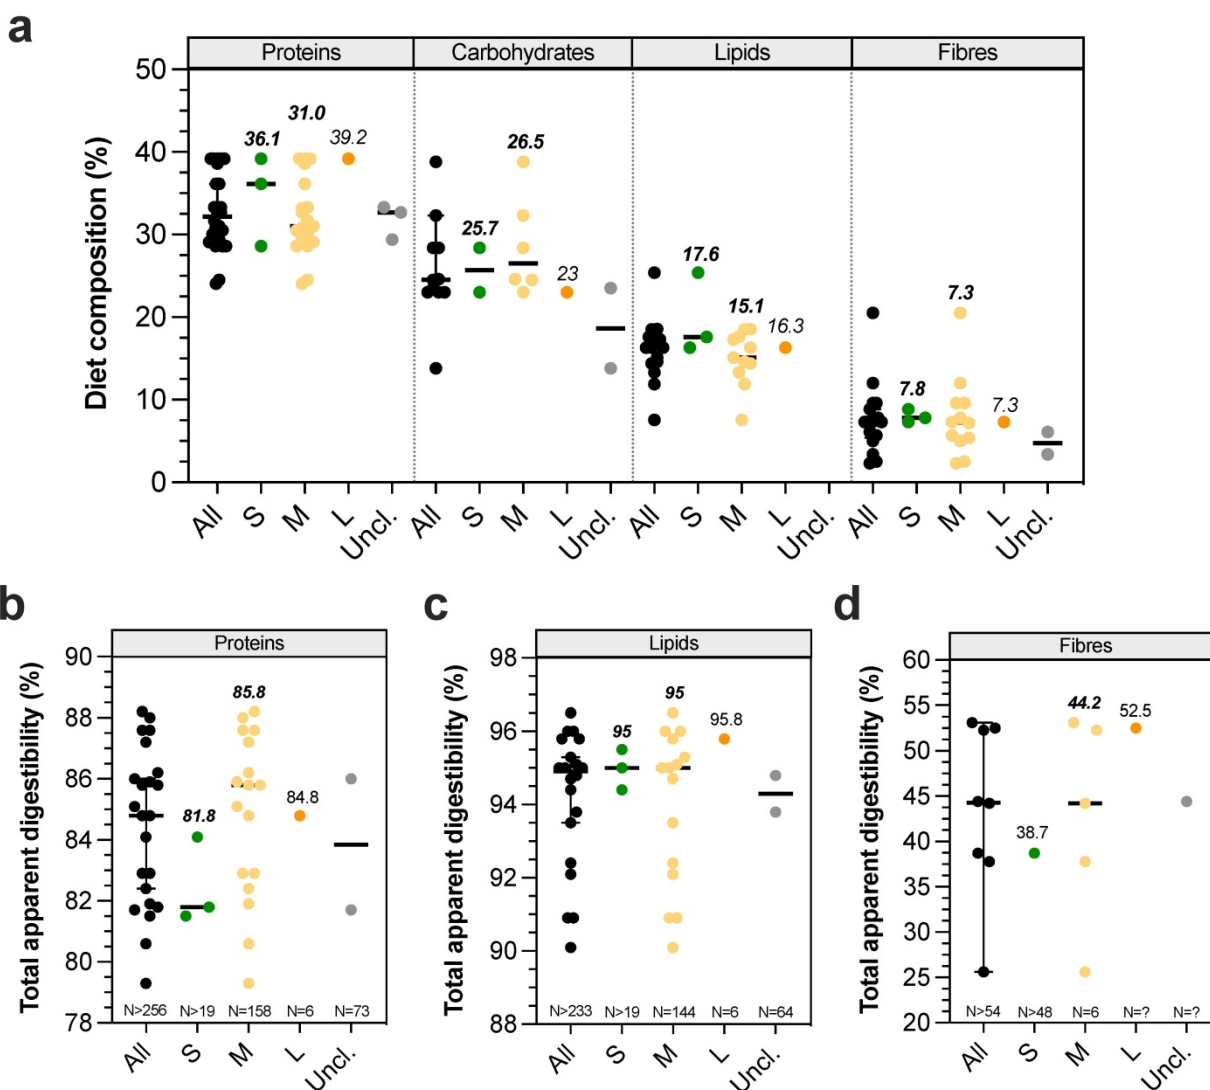 a
Proteins Carbohydrates Lipids Fibres
Diet composition (%)
50
40
30
20
10
0
36.1 31.0 39.2 25.7 26.5 23 17.6 15.1 16.3 7.8 7.3 7.3
All S M L Uncl. All S M L Uncl. All S M L Uncl. All S M L Uncl.
b
Proteins
Total apparent digestibility (%)
90
88
86
84
82
80
78
81.8 85.8 84.8
N>256 N>19 N=158 N=6 N=73
All S M L Uncl.
c
Lipids
Total apparent digestibility (%)
98
96
94
92
90
88
95 95 95.8
N>233 N>19 N=144 N=6 N=64
All S M L Uncl.
d
Fibres
Total apparent digestibility (%)
60
55
50
45
40
35
30
25
20
38.7 44.2 52.5
N>54 N>48 N=6 N=? N=?
All S M L Uncl.